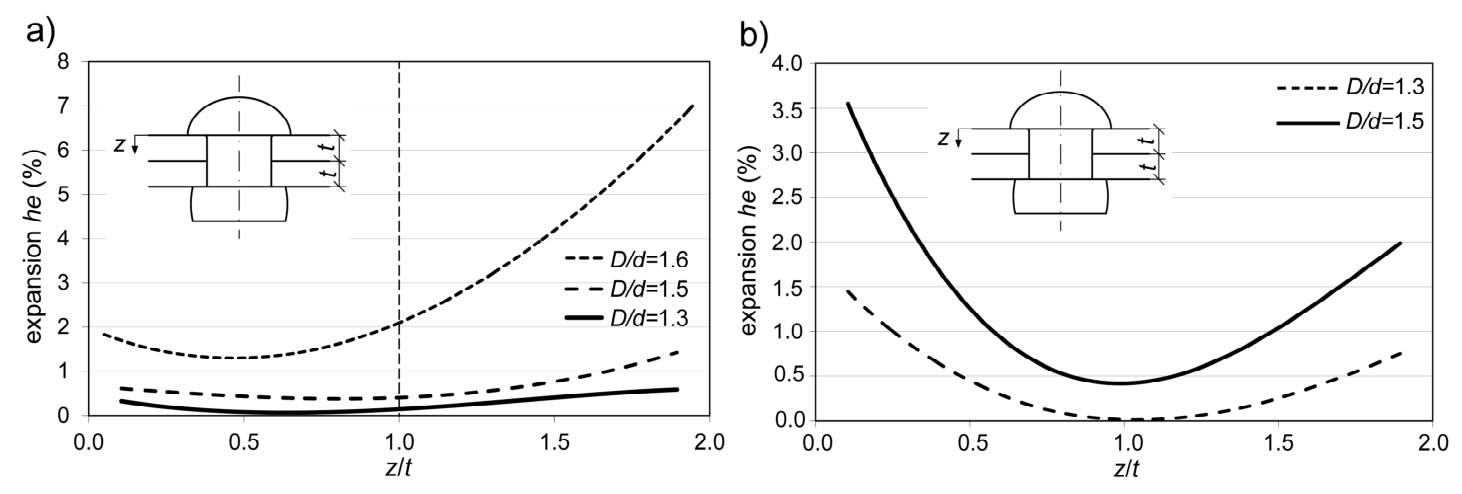 a)
8
7
6
5
4
3
2
1
0
expansion he (%)
z
t
t
D/d=1.6
D/d=1.5
D/d=1.3
0.0 0.5 1.0 1.5 2.0
z/t
b)
4.0
3.5
3.0
2.5
2.0
1.5
1.0
0.5
0.0
expansion he (%)
z
t
t
D/d=1.3
D/d=1.5
0.0 0.5 1.0 1.5 2.0
z/t